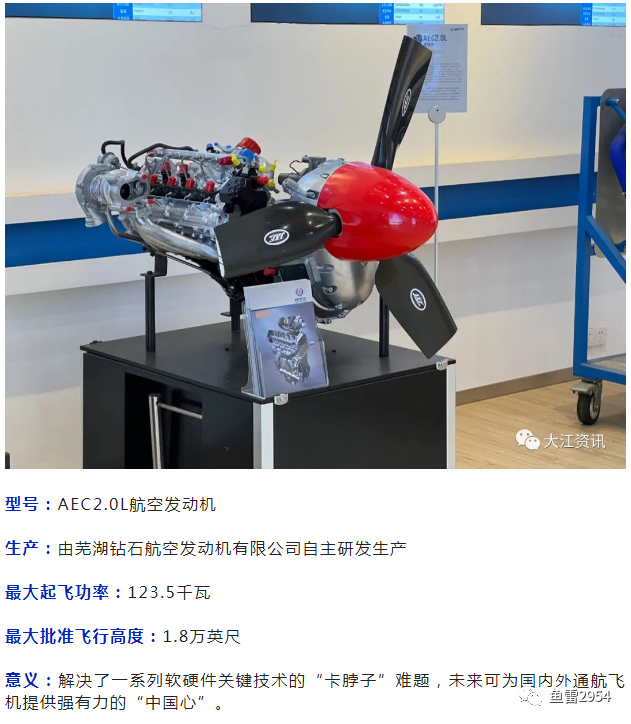 AEC2.0L
大江资讯
型号：AEC2.0L航空发动机
生产：由芜湖钻石航空发动机有限公司自主研发生产
最大起飞功率：123.5千瓦
最大批准飞行高度：1.8万英尺
意义：解决了一系列软硬件关键技术的“卡脖子”难题，未来可为国内外通航飞
机提供强有力的“中国心”。
鱼雷2954